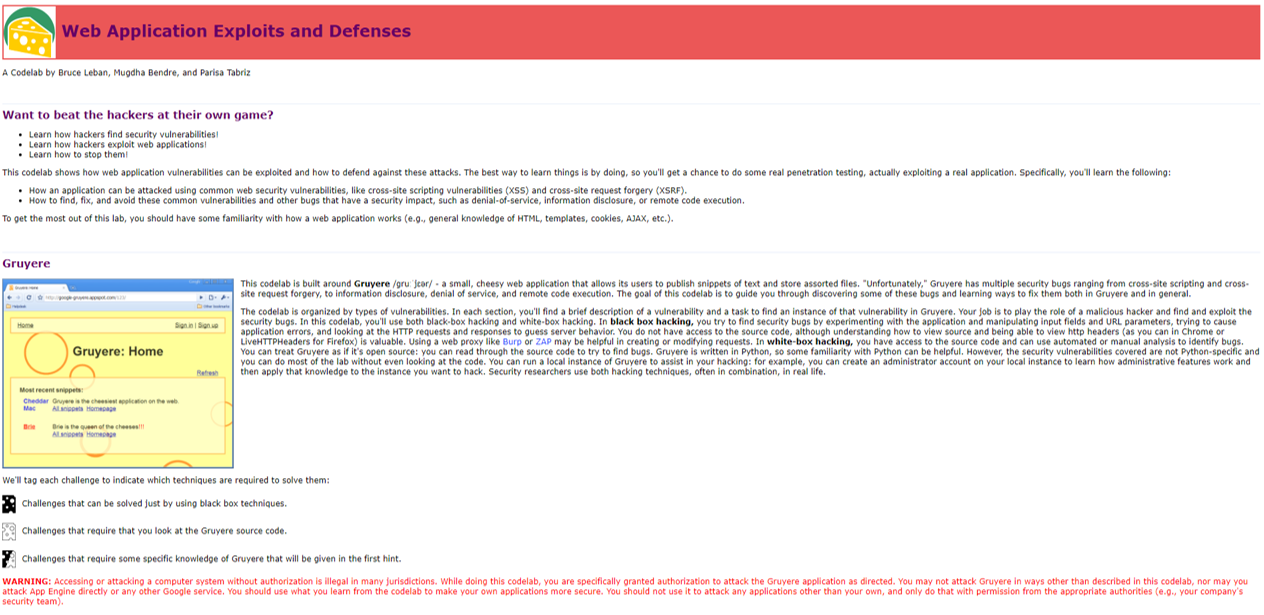 Web Application Exploits and Defenses
A Codelab by Bruce Leban, Mugdha Bendre, and Parisa Tabriz
Want to beat the hackers at their own game?
• Learn how hackers find security vulnerabilities!
• Learn how hackers exploit web applications!
• Learn how to stop them!
This codelab shows how web application vulnerabilities can be exploited and how to defend against these attacks. The best way to learn things is by doing, so you'll get a chance to do some real penetration testing, actually exploiting a real application. Specifically, you'll learn the following:
• How an application can be attacked using common web security vulnerabilities, like cross-site scripting vulnerabilities (XSS) and cross-site request forgery (XSRF).
• How to find, fix, and avoid these common vulnerabilities and other bugs that have a security impact, such as denial-of-service, information disclosure, or remote code execution.
To get the most out of this lab, you should have some familiarity with how a web application works (e.g., general knowledge of HTML, templates, cookies, AJAX, etc.).
Gruyere
Home
Sign in | Sign up
Gruyere: Home
Refresh
Most recent snippets:
Cheddar Gruyere is the cheesiest application on the web.
Mac All snippets Homepage
Brie Brie is the queen of the cheeses!!!
All snippets Homepage
This codelab is built around Gruyere /ɡruːˈjɛər/ - a small, cheesy web application that allows its users to publish snippets of text and store assorted files. "Unfortunately," Gruyere has multiple security bugs ranging from cross-site scripting and cross-
site request forgery, to information disclosure, denial of service, and remote code execution. The goal of this codelab is to guide you through discovering some of these bugs and learning ways to fix them both in Gruyere and in general.
The codelab is organized by types of vulnerabilities. In each section, you'll find a brief description of a vulnerability and a task to find an instance of that vulnerability in Gruyere. Your job is to play the role of a malicious hacker and find and exploit the
security bugs. In this codelab, you'll use both black-box hacking and white-box hacking. In black box hacking, you try to find security bugs by experimenting with the application and manipulating input fields and URL parameters, trying to cause
application errors, and looking at the HTTP requests and responses to guess server behavior. You do not have access to the source code, although understanding how to view source and being able to view http headers (as you can in Chrome or
LiveHTTPHeaders for Firefox) is valuable. Using a web proxy like Burp or ZAP may be helpful in creating or modifying requests. In white-box hacking, you have access to the source code and can use automated or manual analysis to identify bugs.
You can treat Gruyere as if it's open source: you can read through the source code to try to find bugs. Gruyere is written in Python, so some familiarity with Python can be helpful. However, the security vulnerabilities covered are not Python-specific and
you can do most of the lab without even looking at the code. You can run a local instance of Gruyere to assist in your hacking: for example, you can create an administrator account on your local instance to learn how administrative features work and
then apply that knowledge to the instance you want to hack. Security researchers use both hacking techniques, often in combination, in real life.
We'll tag each challenge to indicate which techniques are required to solve them:
Challenges that can be solved just by using black box techniques.
Challenges that require that you look at the Gruyere source code.
Challenges that require some specific knowledge of Gruyere that will be given in the first hint.
WARNING: Accessing or attacking a computer system without authorization is illegal in many jurisdictions. While doing this codelab, you are specifically granted authorization to attack the Gruyere application as directed. You may not attack Gruyere in ways other than described in this codelab, nor may you
attack App Engine directly or any other Google service. You should use what you learn from the codelab to make your own applications more secure. You should not use it to attack any applications other than your own, and only do that with permission from the appropriate authorities (e.g., your company's
security team).